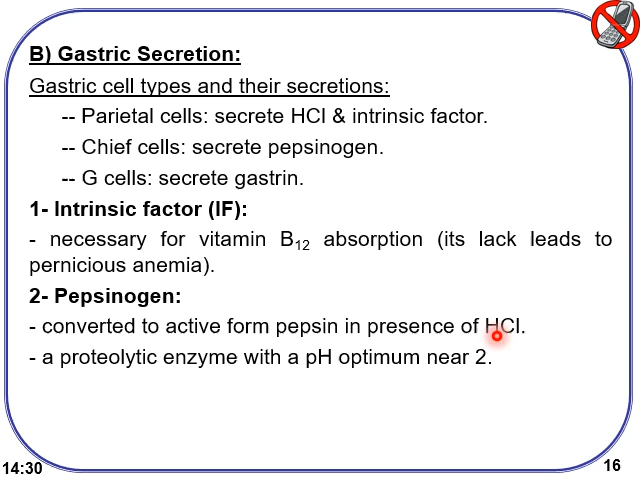 B) Gastric Secretion:
Gastric cell types and their secretions:
-- Parietal cells: secrete HCl & intrinsic factor.
-- Chief cells: secrete pepsinogen.
-- G cells: secrete gastrin.
1- Intrinsic factor (IF):
- necessary for vitamin B₁₂ absorption (its lack leads to
pernicious anemia).
2- Pepsinogen:
- converted to active form pepsin in presence of HCl.
- a proteolytic enzyme with a pH optimum near 2.
14:30
16